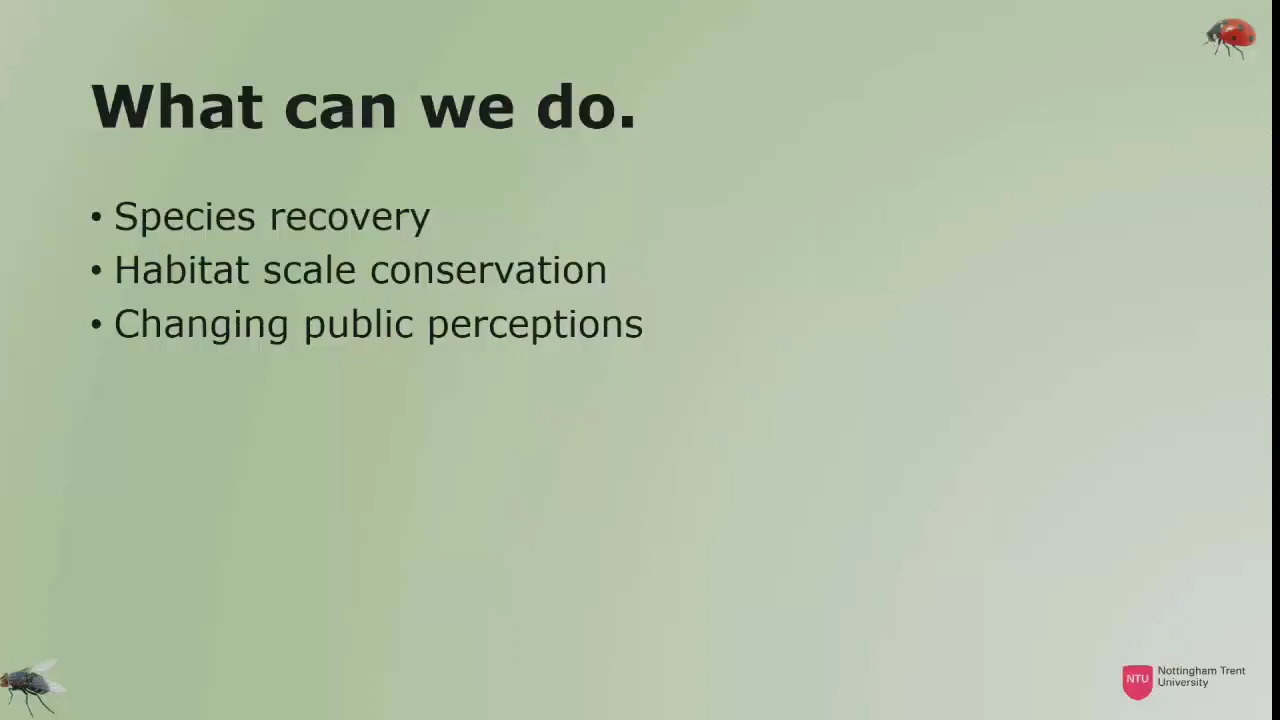 What can we do.
• Species recovery
• Habitat scale conservation
• Changing public perceptions
NTU
Nottingham Trent
University